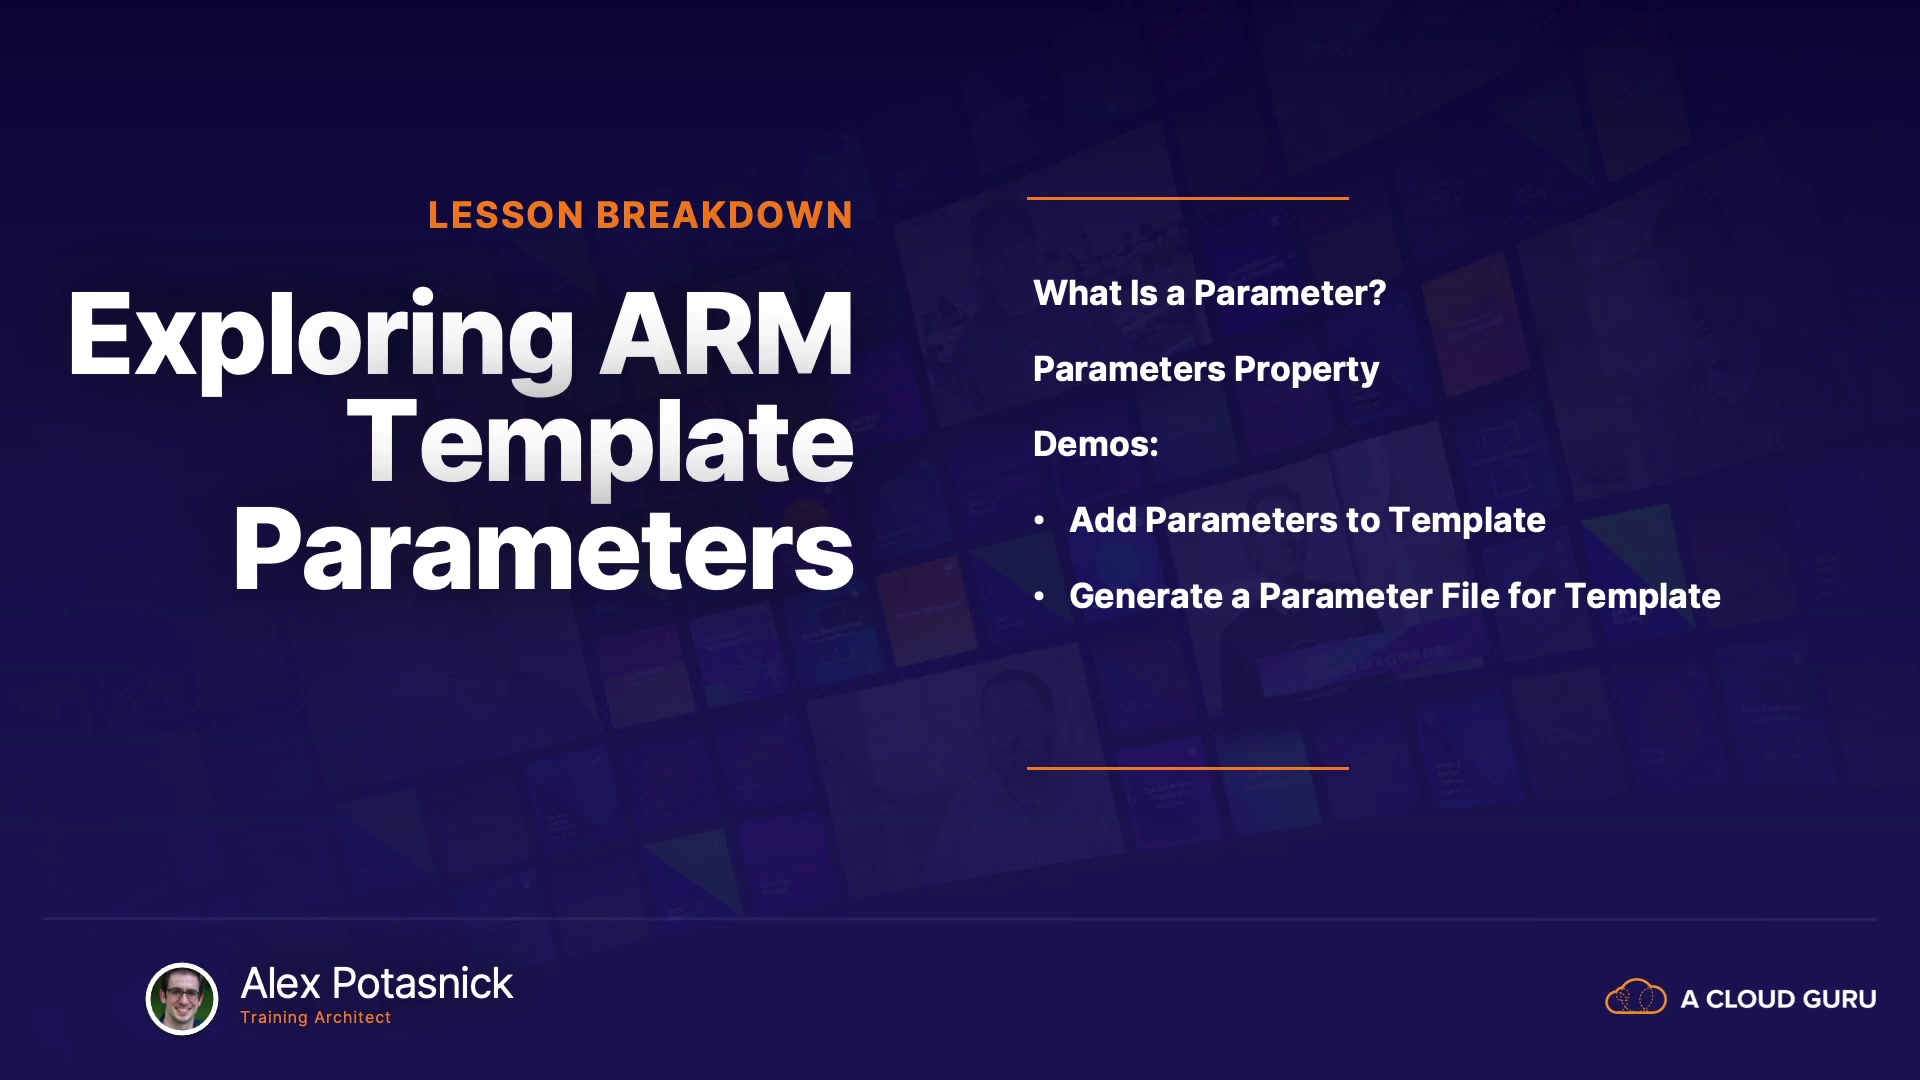 LESSON BREAKDOWN
Exploring ARM
Template
Parameters
What Is a Parameter?
Parameters Property
Demos:
• Add Parameters to Template
• Generate a Parameter File for Template
Alex Potasnick
Training Architect
A CLOUD GURU